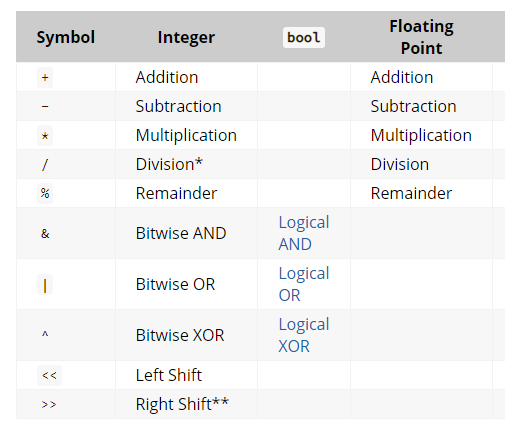 Symbol Integer bool Floating Point
+ Addition Addition
- Subtraction Subtraction
* Multiplication Multiplication
/ Division* Division
% Remainder Remainder
& Bitwise AND Logical AND
| Bitwise OR Logical OR
^ Bitwise XOR Logical XOR
<< Left Shift
>> Right Shift**